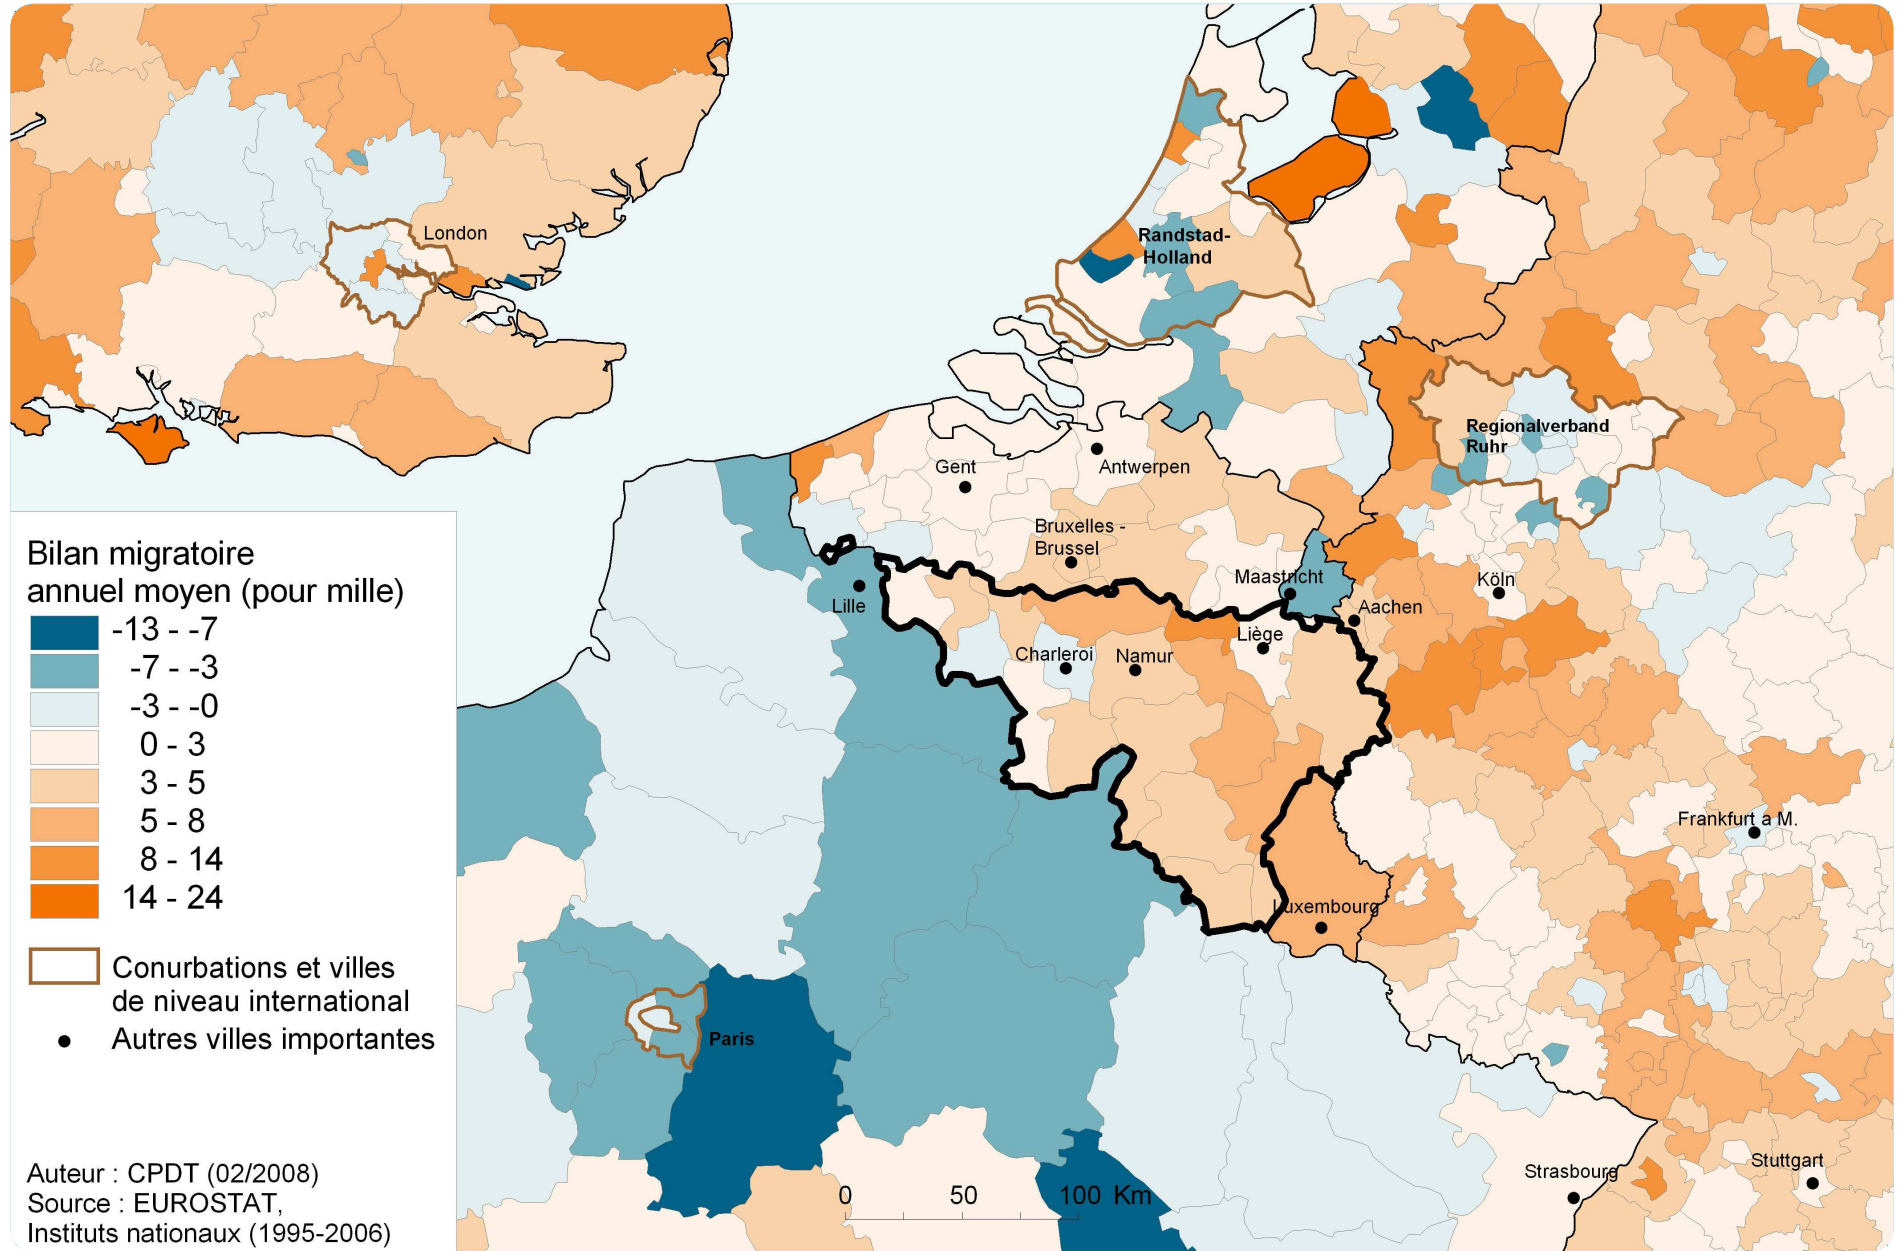 London
Randstad-
Holland
Regionalverband
Ruhr
Gent
Antwerpen
Bruxelles -
Brussel
Maastricht
Köln
Lille
Aachen
Liège
Charleroi
Namur
Frankfurt a M.
Luxembourg
Paris
Strasbourg
Stuttgart
0 50 100 Km
Bilan migratoire
annuel moyen (pour mille)
-13 - -7
-7 - -3
-3 - -0
0 - 3
3 - 5
5 - 8
8 - 14
14 - 24
Conurbations et villes
de niveau international
Autres villes importantes
Auteur : CPDT (02/2008)
Source : EUROSTAT,
Instituts nationaux (1995-2006)